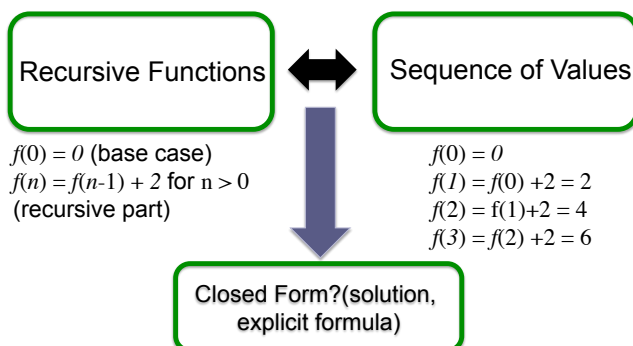 Recursive Functions
Sequence of Values
f(0) = 0 (base case)
f(n) = f(n-1) + 2 for n > 0
(recursive part)
f(0) = 0
f(1) = f(0) +2 = 2
f(2) = f(1)+2 = 4
f(3) = f(2) +2 = 6
Closed Form?(solution,
explicit formula)